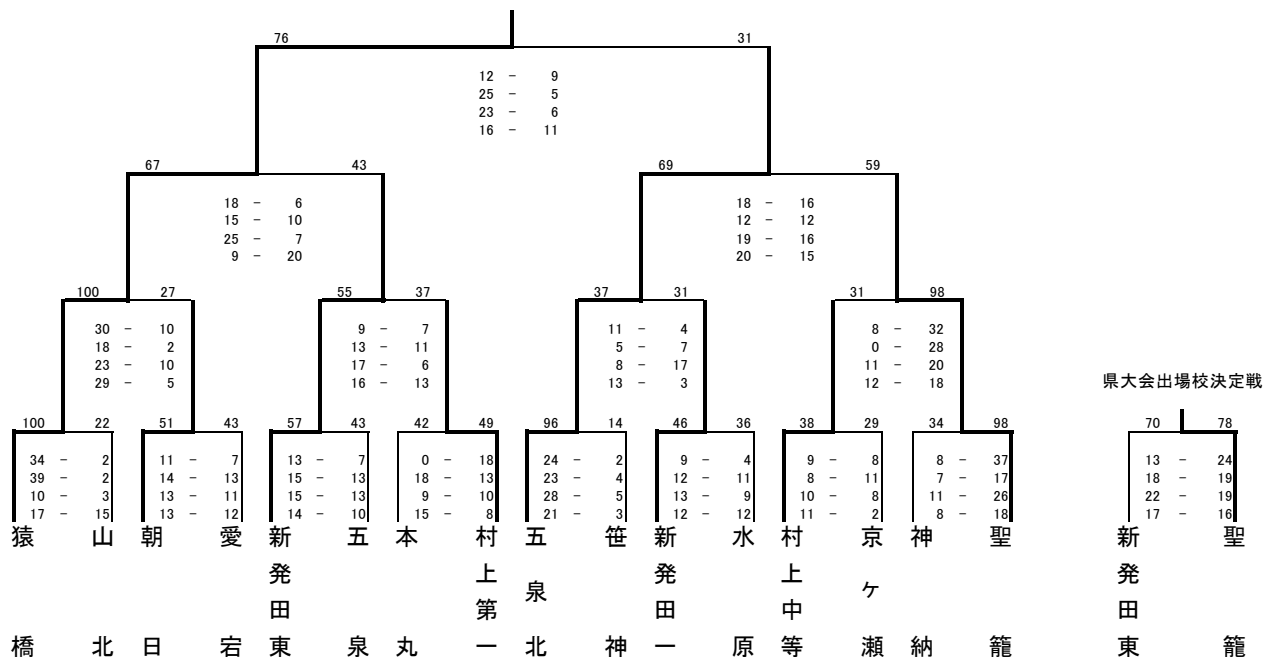 76 31
12 - 9
25 - 5
23 - 6
16 - 11
67 43 69 59
18 - 6 18 - 16
15 - 10 12 - 12
25 - 7 19 - 16
9 - 20 20 - 15
100 27 55 37 37 31 31 98
30 - 10 9 - 7 11 - 4 8 - 32
18 - 2 13 - 11 5 - 7 0 - 28
23 - 10 17 - 6 8 - 17 11 - 20
29 - 5 16 - 13 13 - 3 12 - 18
県大会出場校決定戦
100 22 51 43 57 43 42 49 96 14 46 36 38 29 34 98 70 78
34 - 2 11 - 7 13 - 7 0 - 18 24 - 2 9 - 4 9 - 8 8 - 37 13 - 24
39 - 2 14 - 13 15 - 13 18 - 13 23 - 4 12 - 11 8 - 11 7 - 17 18 - 19
10 - 3 13 - 11 15 - 13 9 - 10 28 - 5 13 - 9 10 - 8 11 - 26 22 - 19
17 - 15 13 - 12 14 - 10 15 - 8 21 - 3 12 - 12 11 - 2 8 - 18 17 - 16
猿橋
山北
朝日
愛宕
新発田東
五泉
本丸
村上第一
五泉北
笹神
新発田一
水原
村上中等
京ヶ瀬
神納
聖籠
新発田東
聖籠